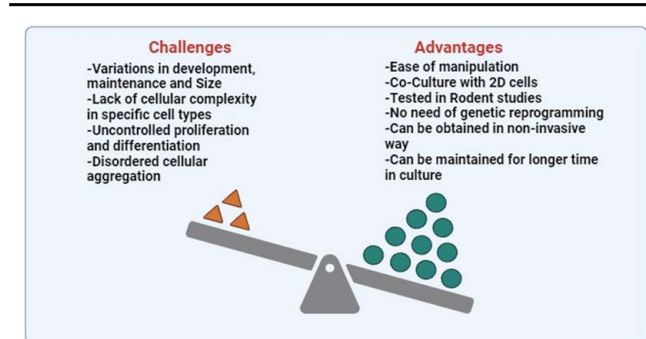 Challenges
-Variations in development,
maintenance and Size
-Lack of cellular complexity
in specific cell types
-Uncontrolled proliferation
and differentiation
-Disordered cellular
aggregation
Advantages
-Ease of manipulation
-Co-Culture with 2D cells
-Tested in Rodent studies
-No need of genetic reprogramming
-Can be obtained in non-invasive
way
-Can be maintained for longer time
in culture